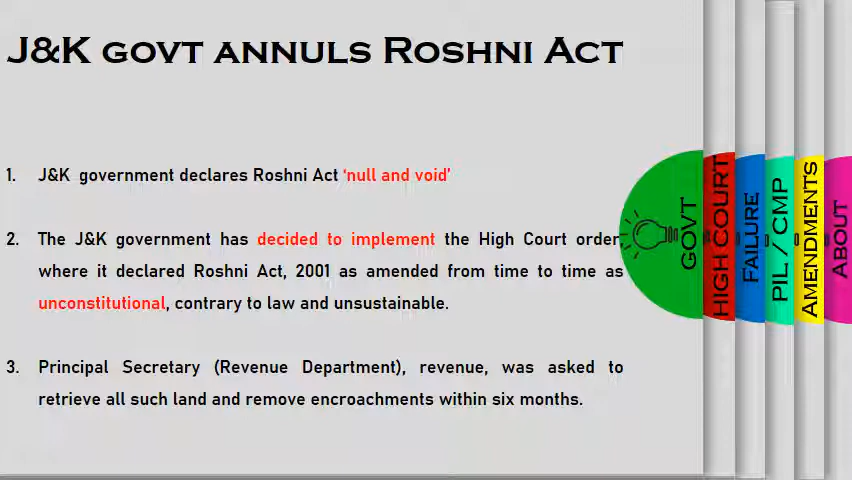 J&K GOVT ANNULS ROSHNI ACT
1. J&K government declares Roshni Act ‘null and void’
2. The J&K government has decided to implement the High Court order,
where it declared Roshni Act, 2001 as amended from time to time as
unconstitutional, contrary to law and unsustainable.
3. Principal Secretary (Revenue Department), revenue, was asked to
retrieve all such land and remove encroachments within six months.
GOVT
HIGH COURT
FAILURE
PIL / CMP
AMENDMENTS
ABOUT